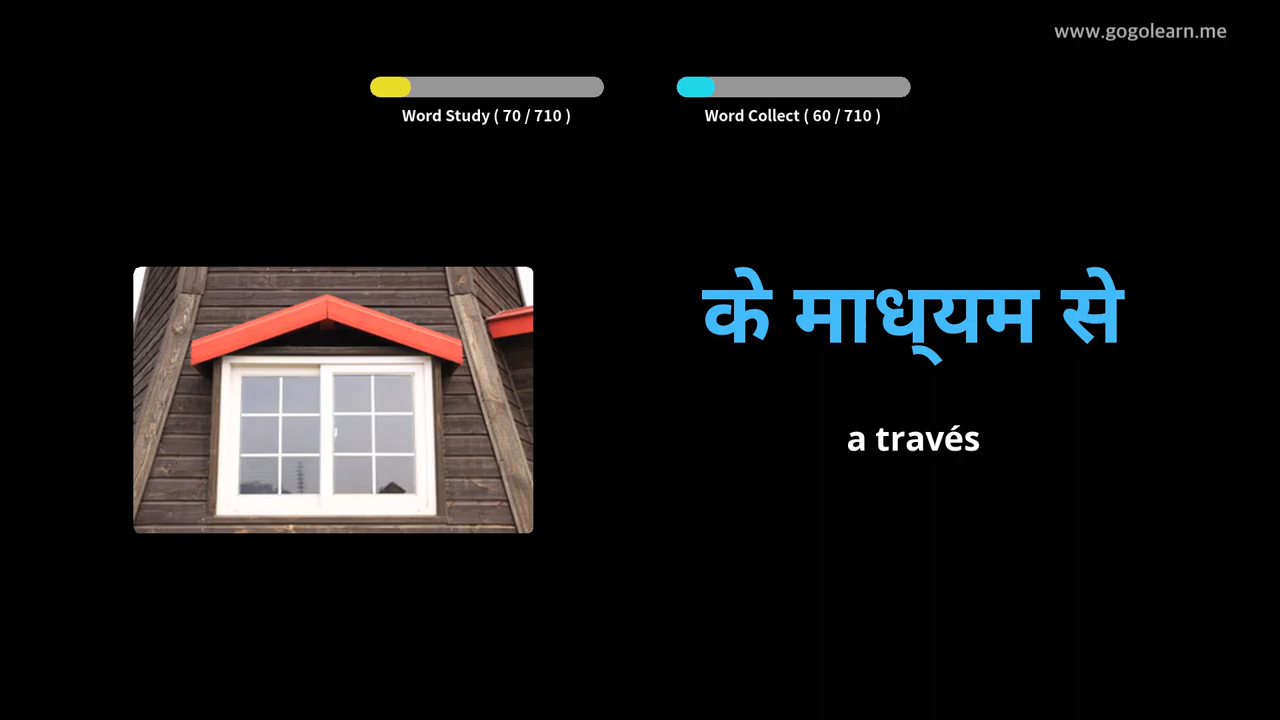 www.gogolearn.me
Word Study ( 70 / 710 )
Word Collect ( 60 / 710 )
के माध्‌यम से
a través